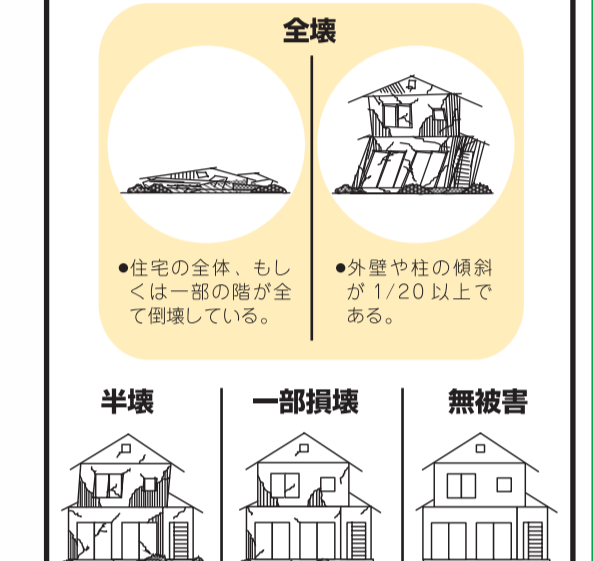 全壊
●住宅の全体、もし
くは一部の階が全
て倒壊している。
●外壁や柱の傾斜
が 1/20 以上で
ある。
半壊
一部損壊
無被害